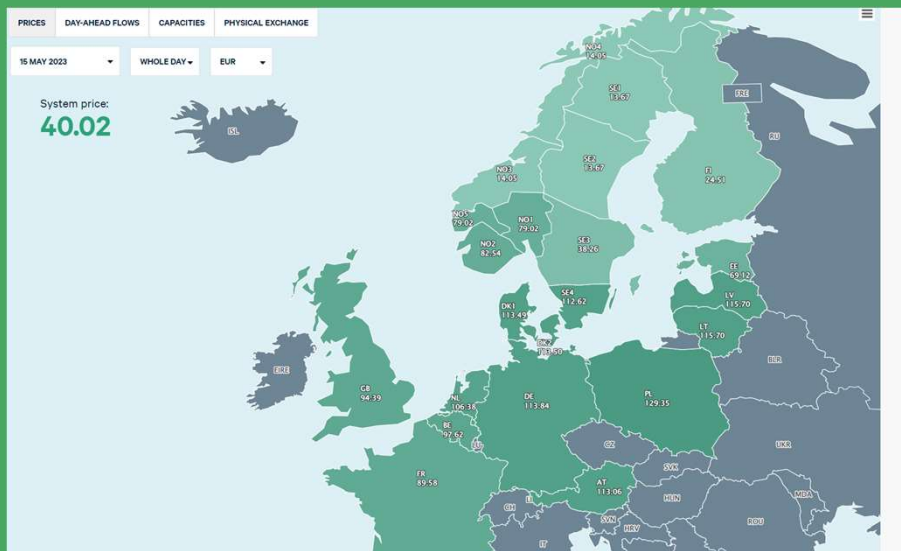 PRICES DAY-AHEAD FLOWS CAPACITIES PHYSICAL EXCHANGE
15 MAY 2023 WHOLE DAY EUR
System price:
40.02
ISL
NO4
14.05
SE1
13.67
FRE
RU
SE2
13.67
FI
24.51
NO3
14.05
NO5
79.02
NO1
79.02
NO2
82.54
SE3
38.26
EE
69.12
SE4
112.62
LV
115.70
DK1
113.49
LT
115.70
DK2
113.50
BLR
EIRE
GB
94.39
NL
106.38
DE
113.84
PL
129.35
BE
97.62
LU
CZ
UKR
SVK
FR
89.58
AT
113.06
LI
CH
HUN
MDA
SVN
HRV
ROU
IT